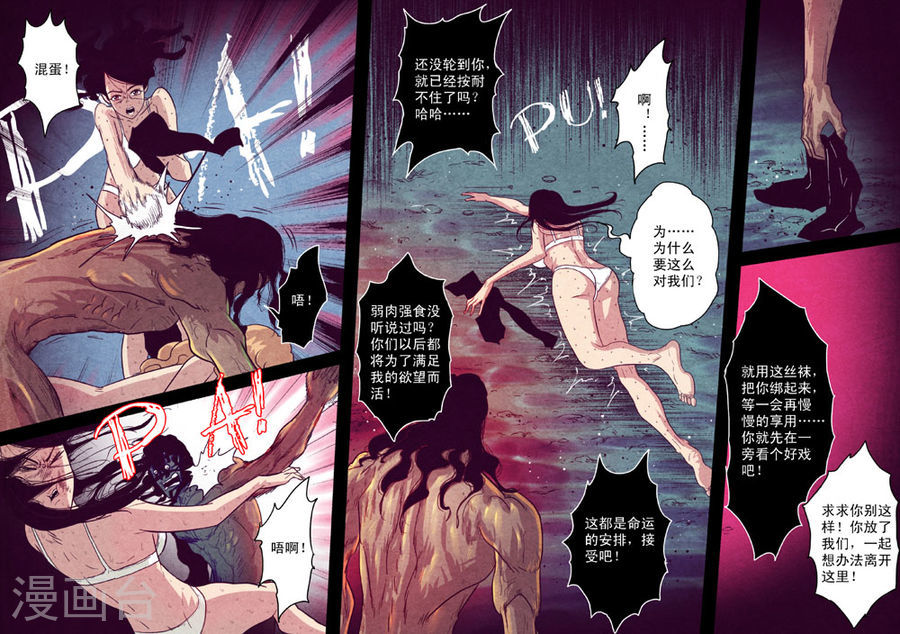 混蛋！
PA!
唔！
PA!
唔啊！
还没轮到你，
就已经按耐
不住了吗？
哈哈……
PU!
啊！
……
为……
为什么
要这么
对我们？
弱肉强食没
听说过吗？
你们以后都
将为了满足
我的欲望而
活！
这都是命运
的安排，接
受吧！
就用这丝袜，
把你绑起来，
等一会再慢
慢的享用……
你就先在一
旁看个好戏
吧！
求求你别这
样！你放了
我们，一起
想办法离开
这里！
漫画台